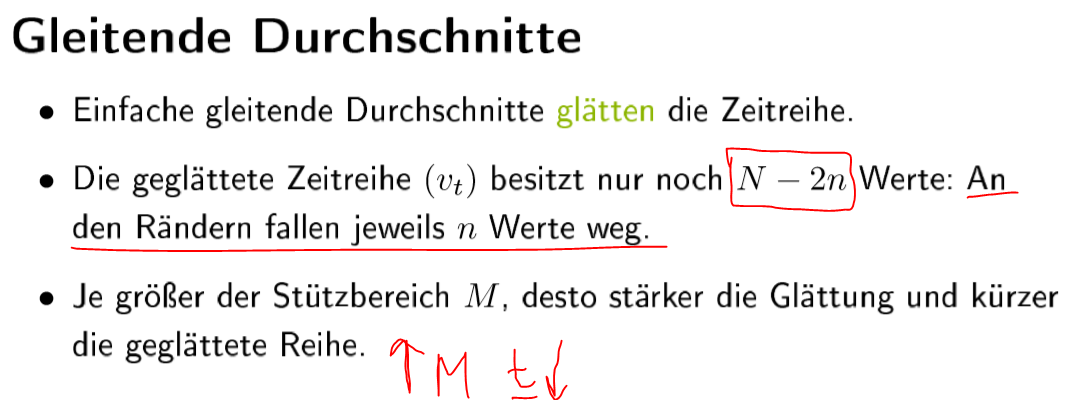 Gleitende Durchschnitte
• Einfache gleitende Durchschnitte glätten die Zeitreihe.
• Die geglättete Zeitreihe (v_t) besitzt nur noch N − 2n Werte: An
den Rändern fallen jeweils n Werte weg.
• Je größer der Stützbereich M, desto stärker die Glättung und kürzer
die geglättete Reihe.
↑M t↓